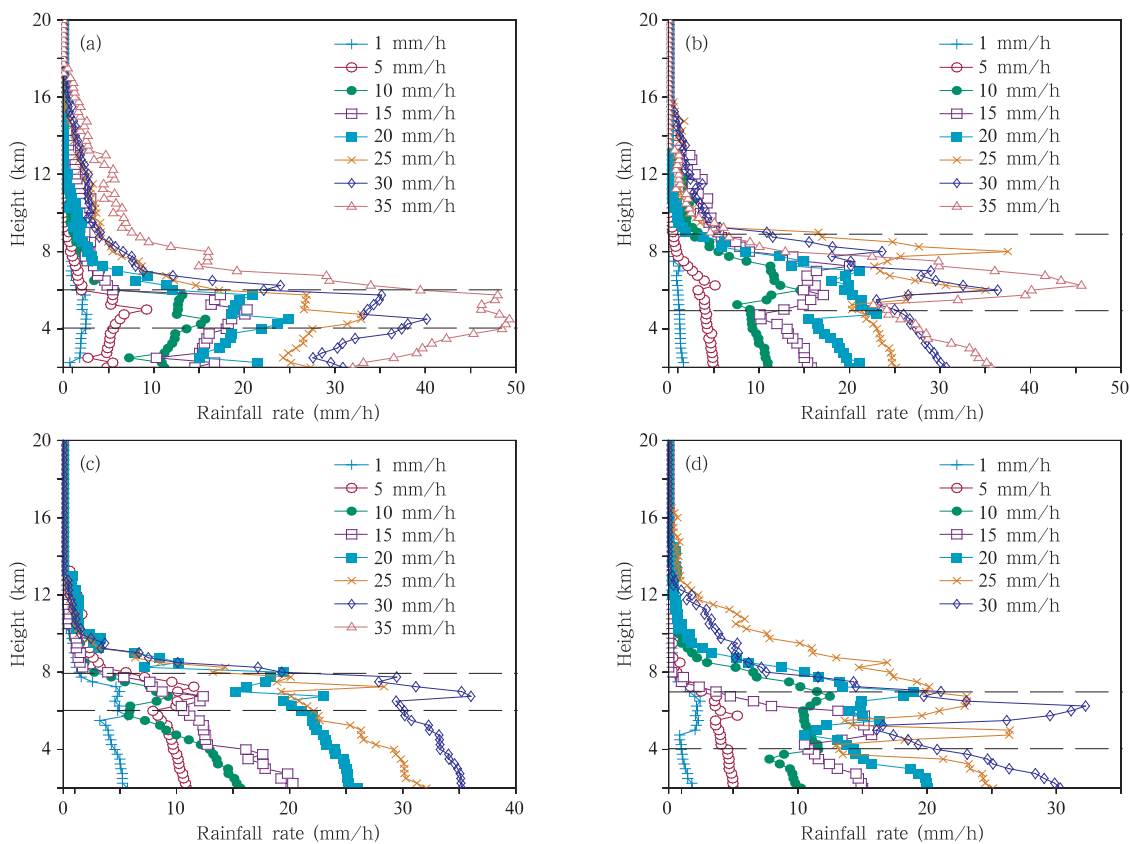 (a)
1 mm/h
5 mm/h
10 mm/h
15 mm/h
20 mm/h
25 mm/h
30 mm/h
35 mm/h
20
16
12
8
4
Height (km)
0 10 20 30 40 50
Rainfall rate (mm/h)
(b)
1 mm/h
5 mm/h
10 mm/h
15 mm/h
20 mm/h
25 mm/h
30 mm/h
35 mm/h
20
16
12
8
4
Height (km)
0 10 20 30 40 50
Rainfall rate (mm/h)
(c)
1 mm/h
5 mm/h
10 mm/h
15 mm/h
20 mm/h
25 mm/h
30 mm/h
35 mm/h
20
16
12
8
4
Height (km)
0 10 20 30 40
Rainfall rate (mm/h)
(d)
1 mm/h
5 mm/h
10 mm/h
15 mm/h
20 mm/h
25 mm/h
30 mm/h
20
16
12
8
4
Height (km)
0 10 20 30
Rainfall rate (mm/h)